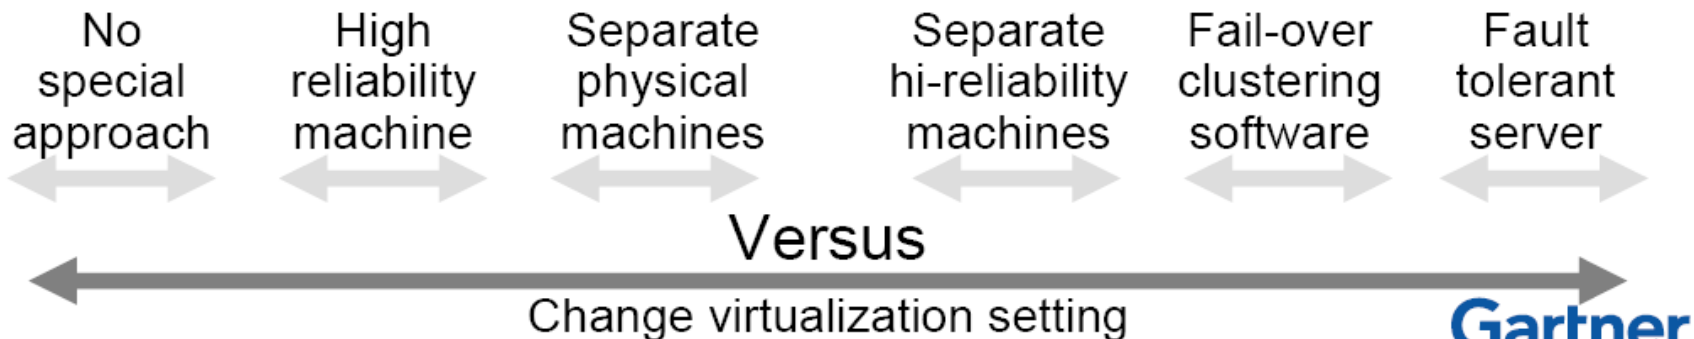 No
special
approach
High
reliability
machine
Separate
physical
machines
Separate
hi-reliability
machines
Fail-over
clustering
software
Fault
tolerant
server
Versus
Change virtualization setting
Gartner